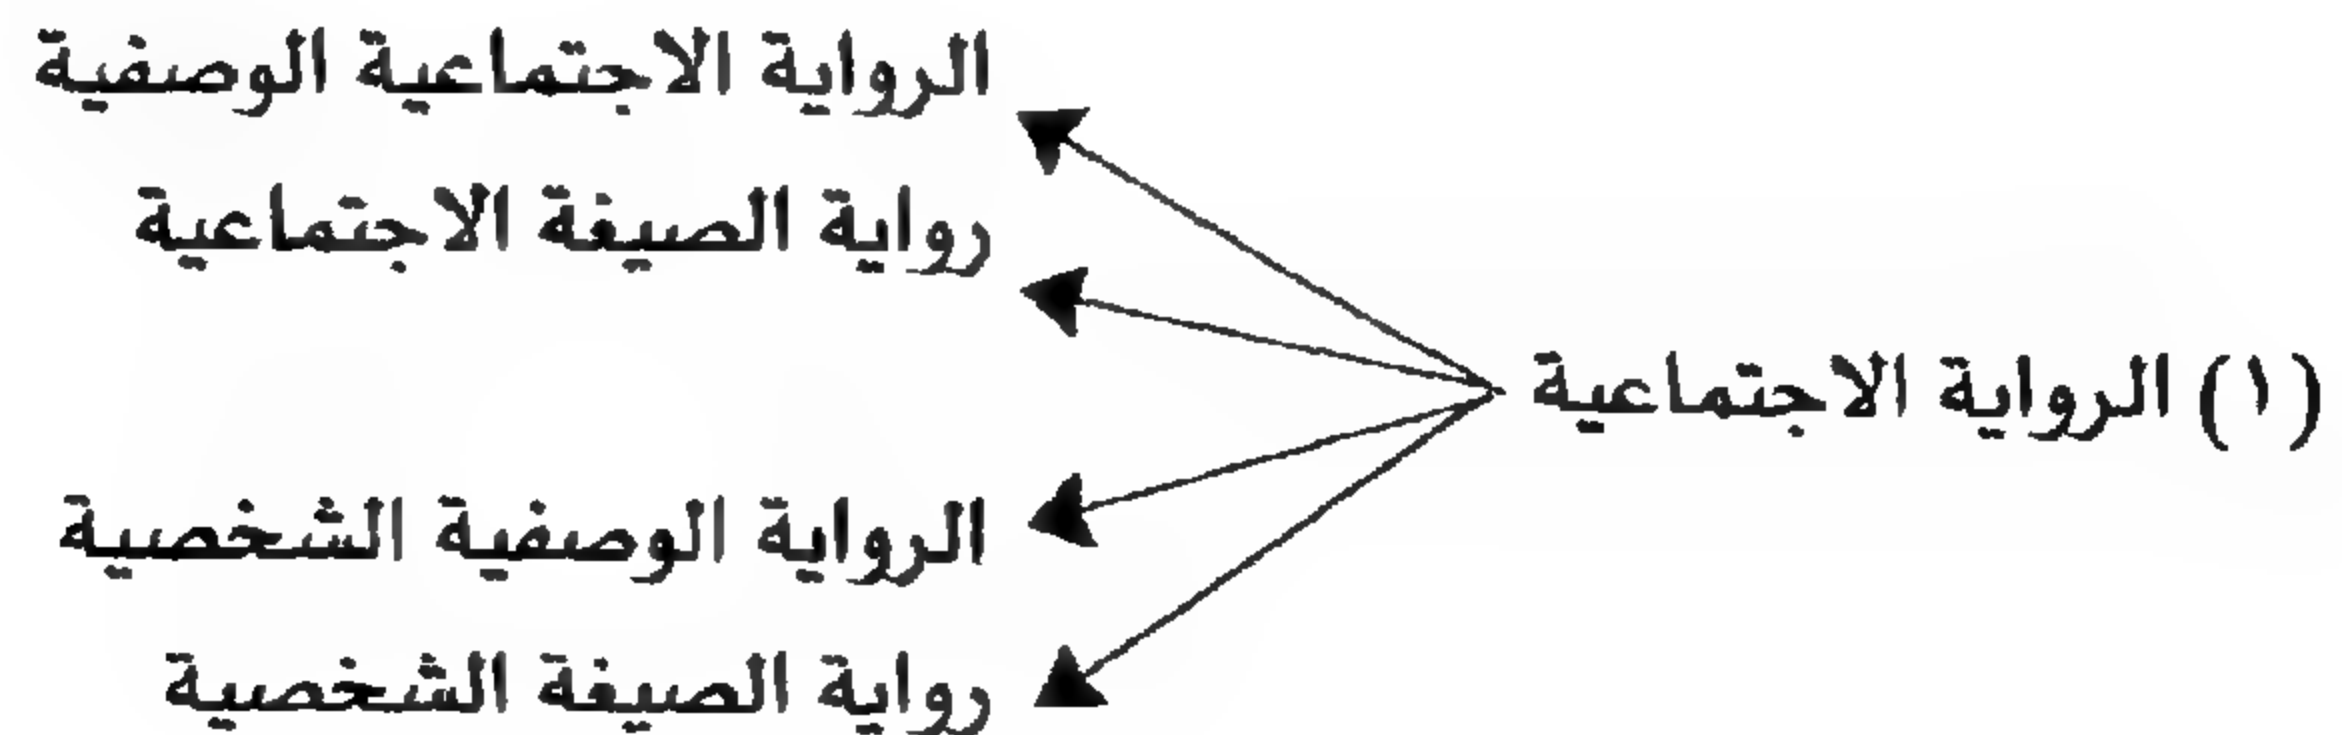 الرواية الاجتماعية الوصفية
رواية الصيغة الاجتماعية
(١) الرواية الاجتماعية
الرواية الوصفية الشخصية
رواية الصيغة الشخصية